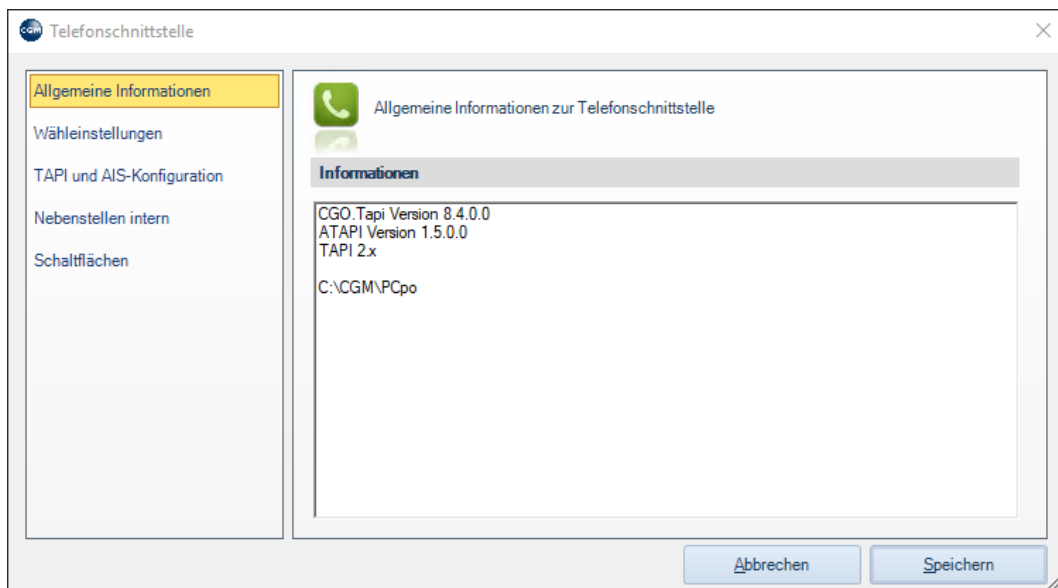 CGM Telefonschnittstelle
Allgemeine Informationen
Wähleinstellungen
TAPI und AIS-Konfiguration
Nebenstellen intern
Schaltflächen
Allgemeine Informationen zur Telefonschnittstelle
Informationen
CGO.Tapi Version 8.4.0.0
ATAPI Version 1.5.0.0
TAPI 2.x
C:\CGM\PCpo
Abbrechen
Speichern